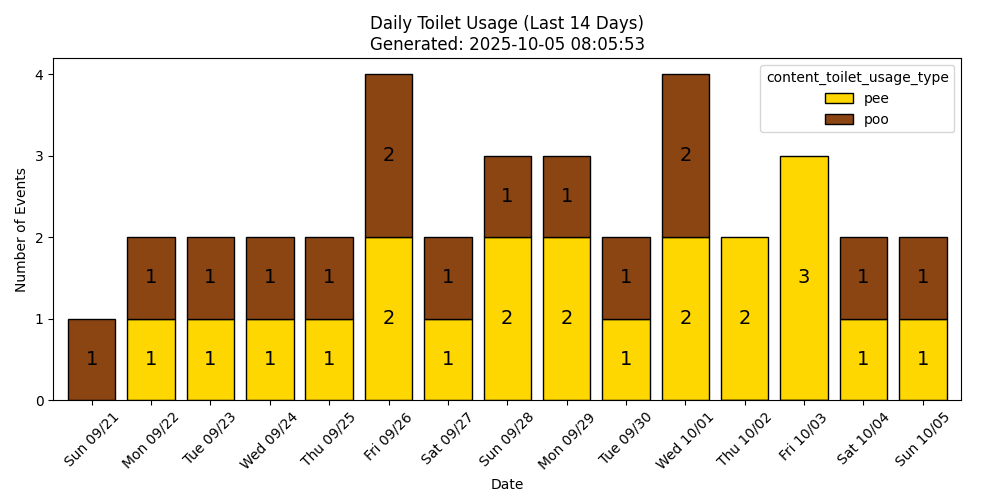 Daily Toilet Usage (Last 14 Days)
Generated: 2025-10-05 08:05:53
content_toilet_usage_type
pee
poo
Number of Events
4
3
2
1
0
1
1 1
1 1
1 1
1 1
2 2
1 1
1 2
1 2
1 1
2 2
2
3
1 1
1 1
Sun 09/21
Mon 09/22
Tue 09/23
Wed 09/24
Thu 09/25
Fri 09/26
Sat 09/27
Sun 09/28
Mon 09/29
Tue 09/30
Wed 10/01
Thu 10/02
Fri 10/03
Sat 10/04
Sun 10/05
Date